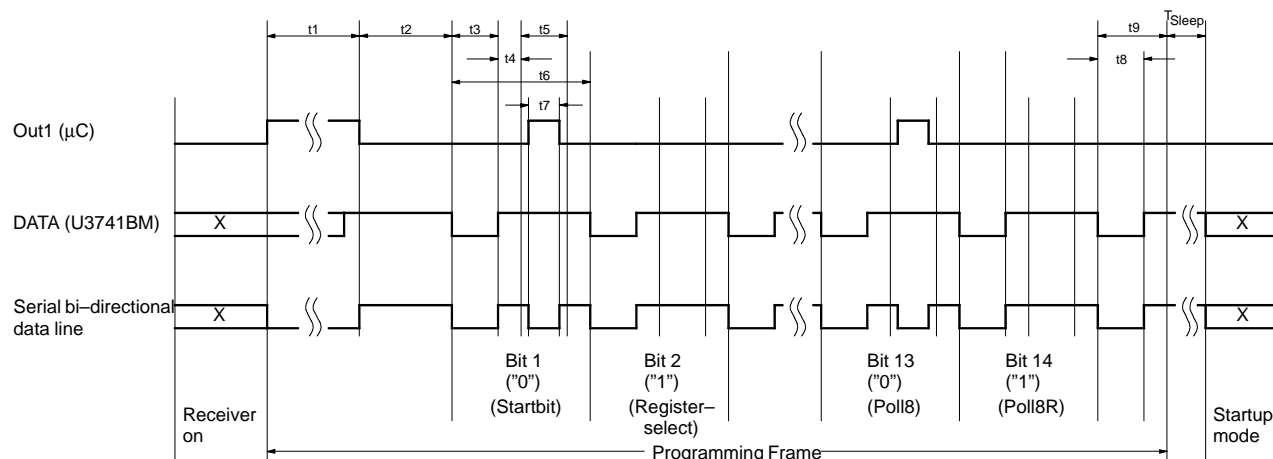 t1
t2
t3
t5
t9
TSleep
t4
t6
t8
t7
Out1 (µC)
DATA (U3741BM)
X
X
Serial bi–directional
data line
X
X
Bit 1
("0")
(Startbit)
Bit 2
("1")
(Register–
select)
Bit 13
("0")
(Poll8)
Bit 14
("1")
(Poll8R)
Receiver
on
Startup
mode
Programming Frame